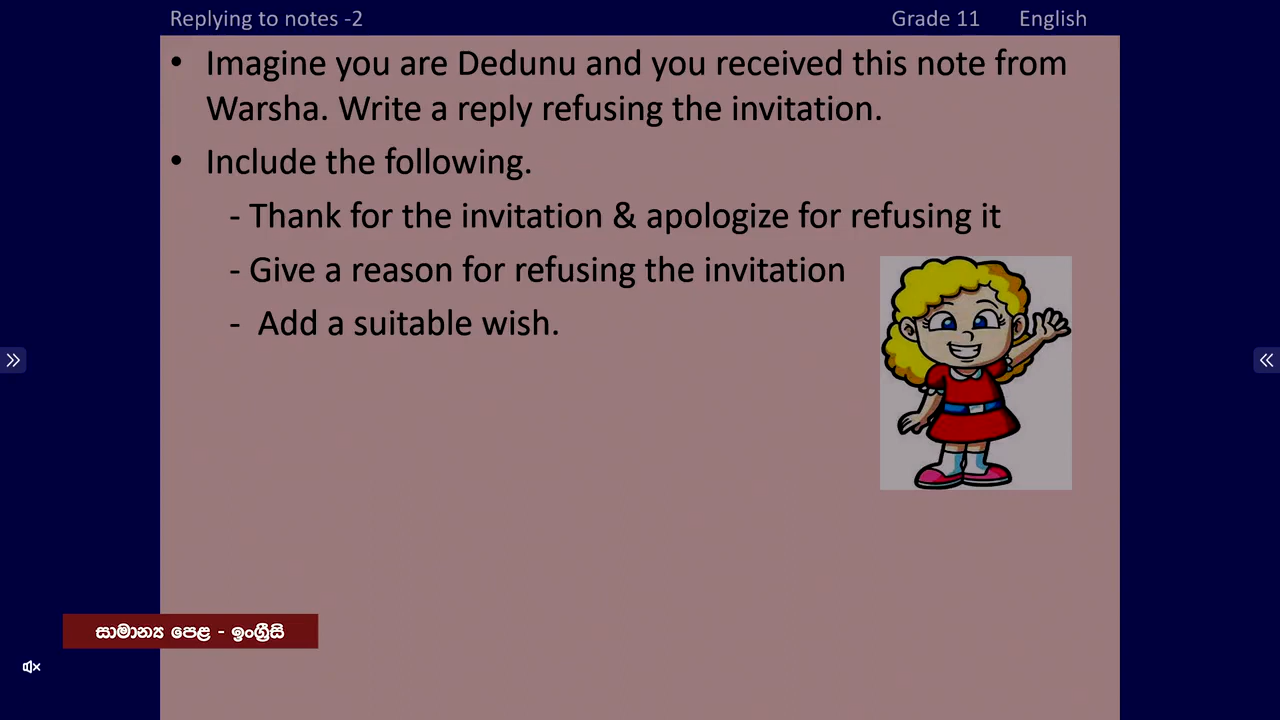 Replying to notes -2 Grade 11 English
• Imagine you are Dedunu and you received this note from
Warsha. Write a reply refusing the invitation.
• Include the following.
- Thank for the invitation & apologize for refusing it
- Give a reason for refusing the invitation
- Add a suitable wish.
සාමාන්‍ය පෙළ - ඉංග්‍රීසි